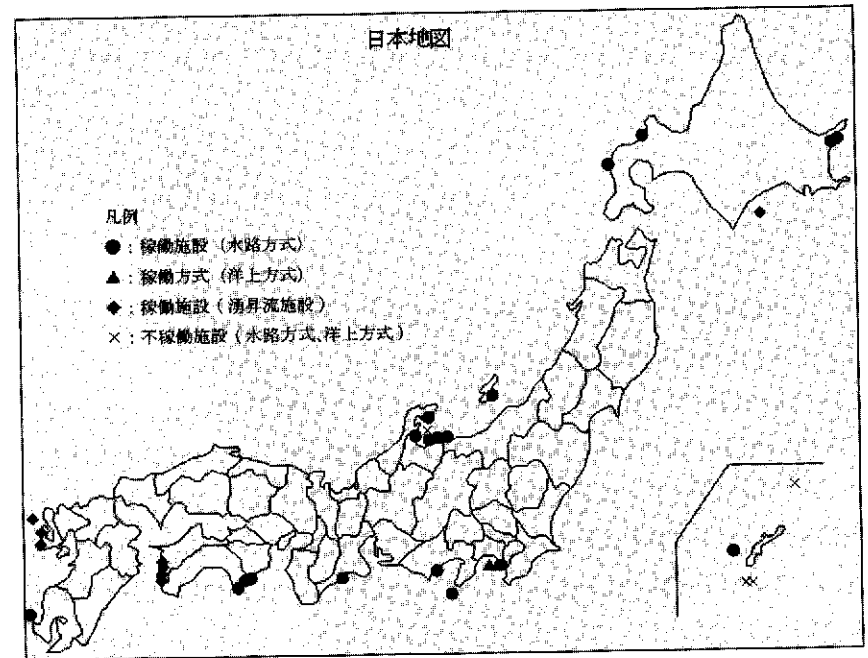 日本地図
凡例
●：稼働施設（水路方式）
▲：稼働方式（洋上方式）
◆：稼働施設（湧昇流施設）
×：不稼働施設（水路方式、洋上方式）